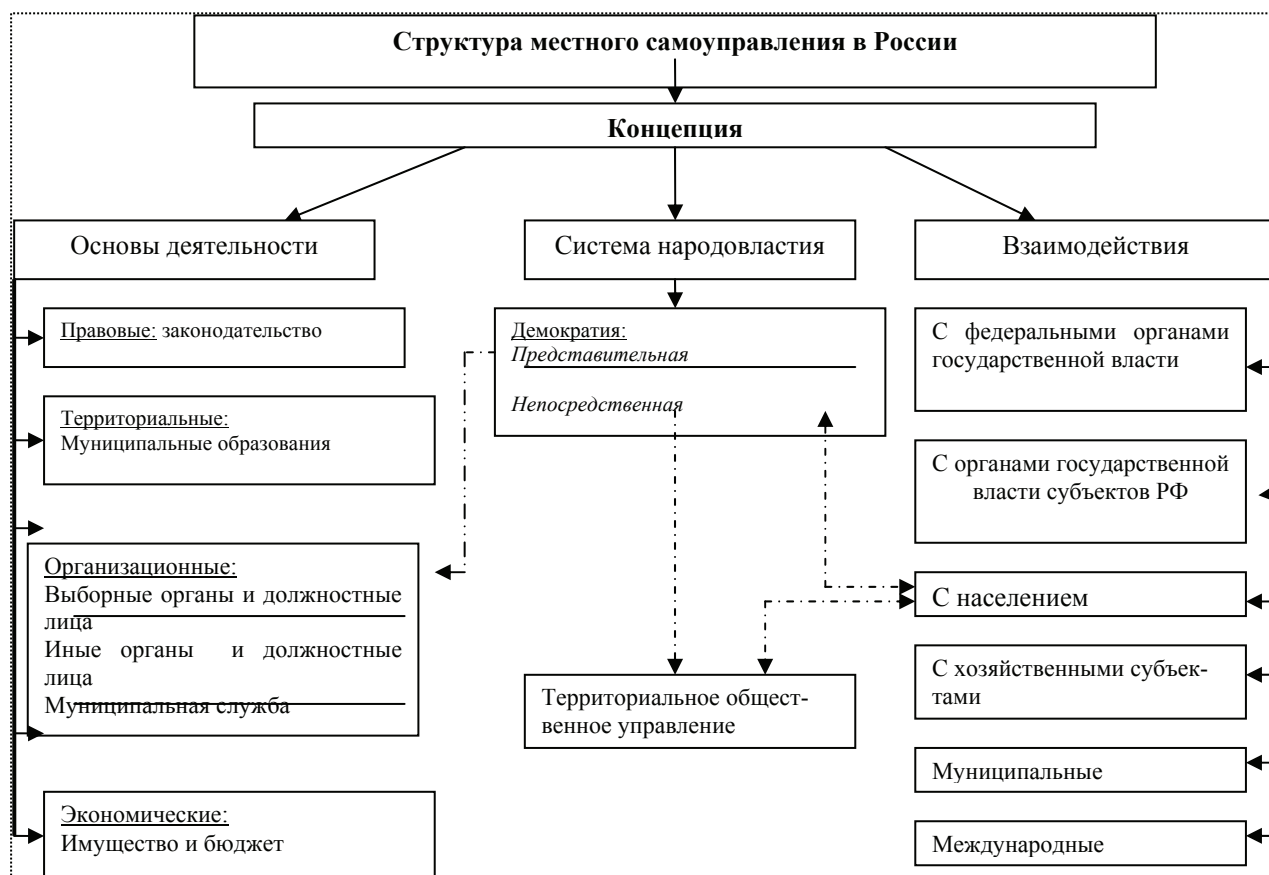 Структура местного самоуправления в России
Концепция
Основы деятельности
Правовые: законодательство
Территориальные:
Муниципальные образования
Организационные:
Выборные органы и должностные
лица
Иные органы и должностные
лица
Муниципальная служба
Экономические:
Имущество и бюджет
Система народовластия
Демократия:
Представительная
Непосредственная
Территориальное общест-
венное управление
Взаимодействия
С федеральными органами
государственной власти
С органами государственной
власти субъектов РФ
С населением
С хозяйственными субъек-
тами
Муниципальные
Международные